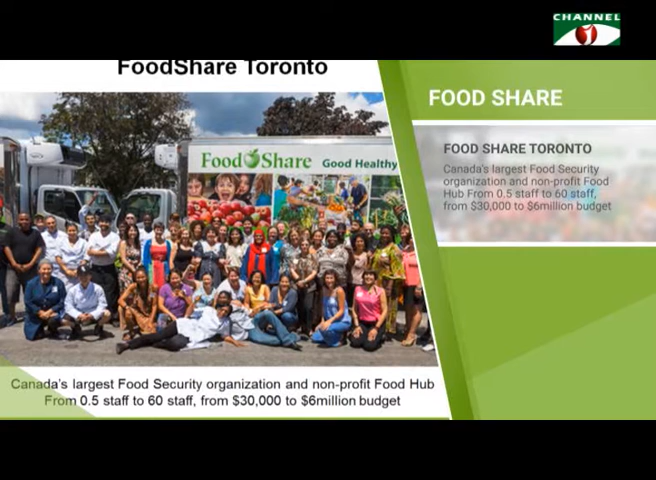 CHANNEL
i
FoodShare Toronto
FOOD SHARE
FOOD SHARE TORONTO
Canada's largest Food Security
organization and non-profit Food
Hub From 0.5 staff to 60 staff,
from $30,000 to $6million budget
FoodShare Good Healthy
Canada's largest Food Security organization and non-profit Food Hub
From 0.5 staff to 60 staff, from $30,000 to $6million budget